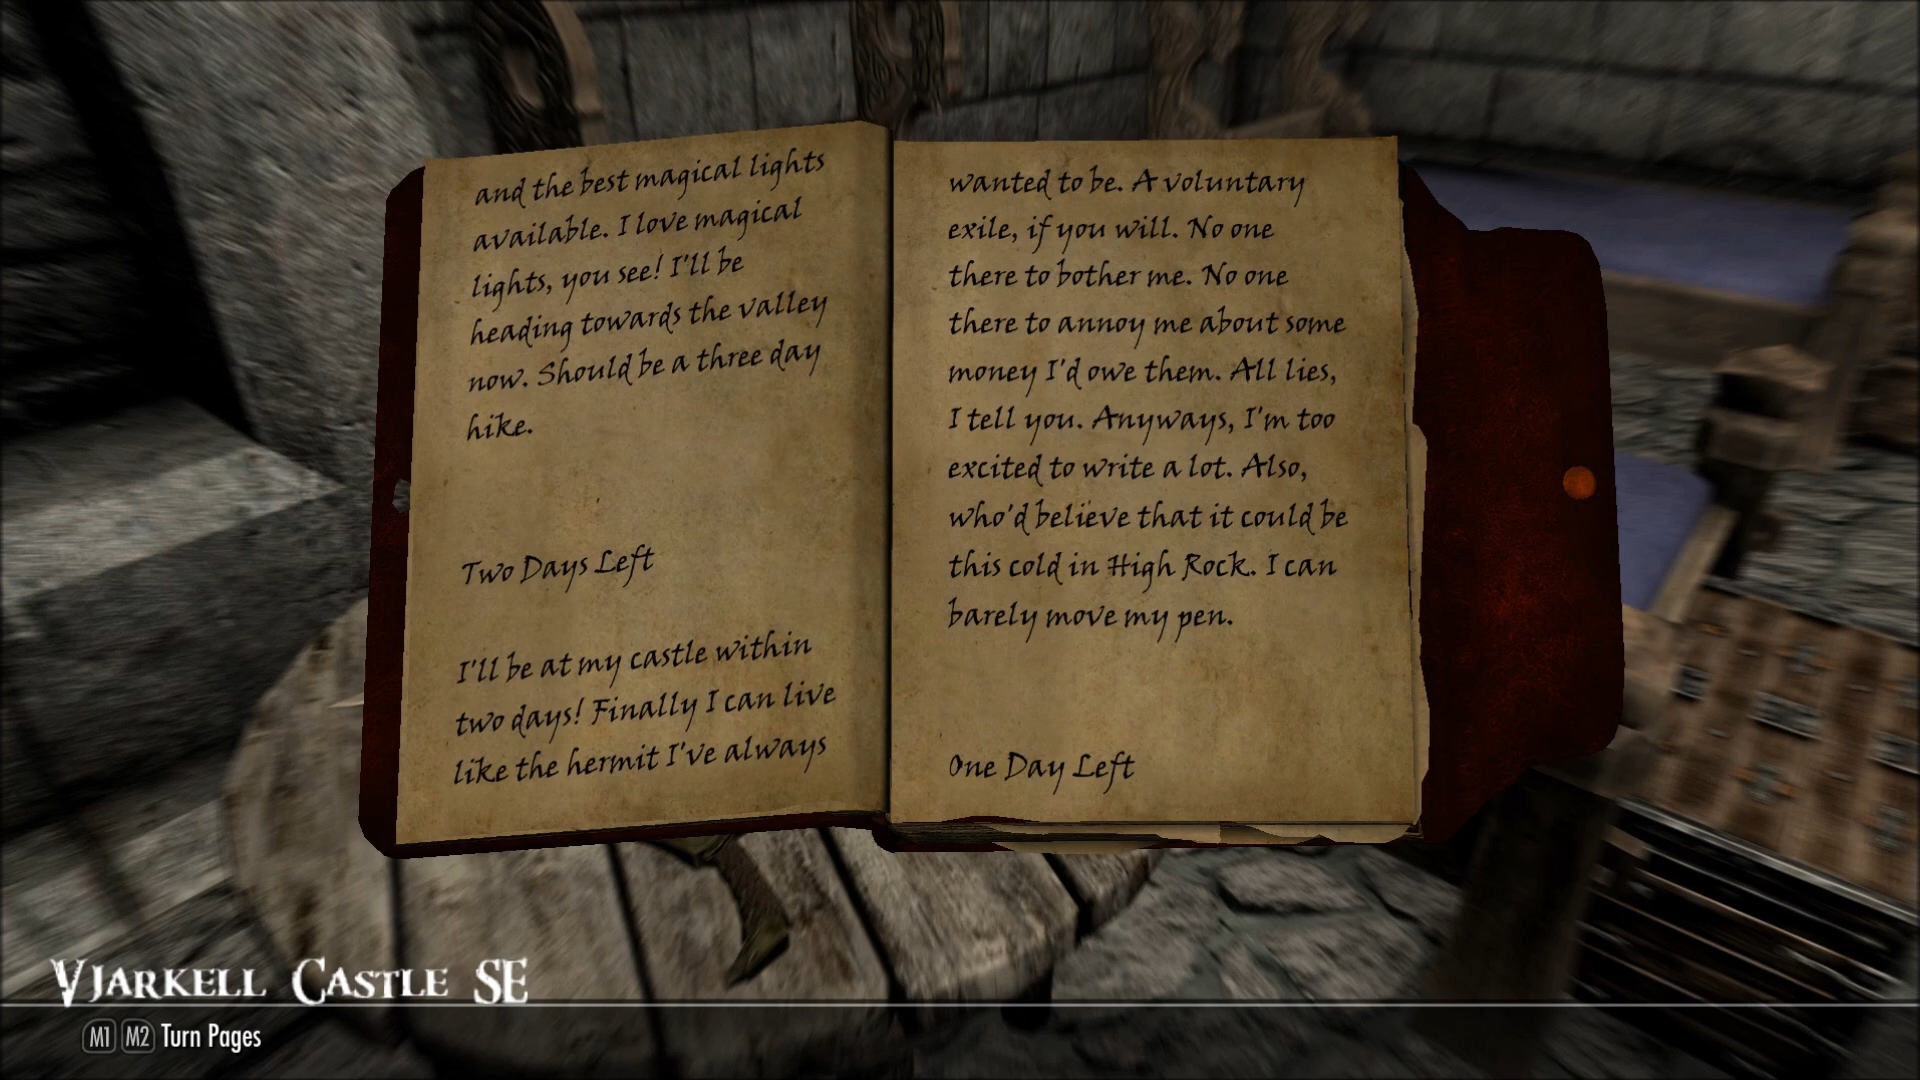 and the best magical lights
available. I love magical
lights, you see! I'll be
heading towards the valley
now. Should be a three day
hike.
Two Days Left
I'll be at my castle within
two days! Finally I can live
like the hermit I've always
wanted to be. A voluntary
exile, if you will. No one
there to bother me. No one
there to annoy me about some
money I'd owe them. All lies,
I tell you. Anyways, I'm too
excited to write a lot. Also,
who'd believe that it could be
this cold in High Rock. I can
barely move my pen.
One Day Left
Vjarkell Castle SE
M1 M2 Turn Pages